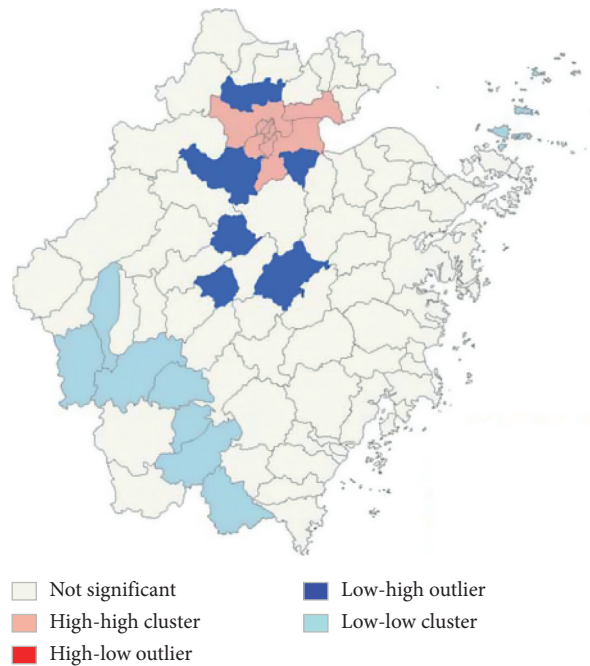 Not significant
High-high cluster
High-low outlier
Low-high outlier
Low-low cluster